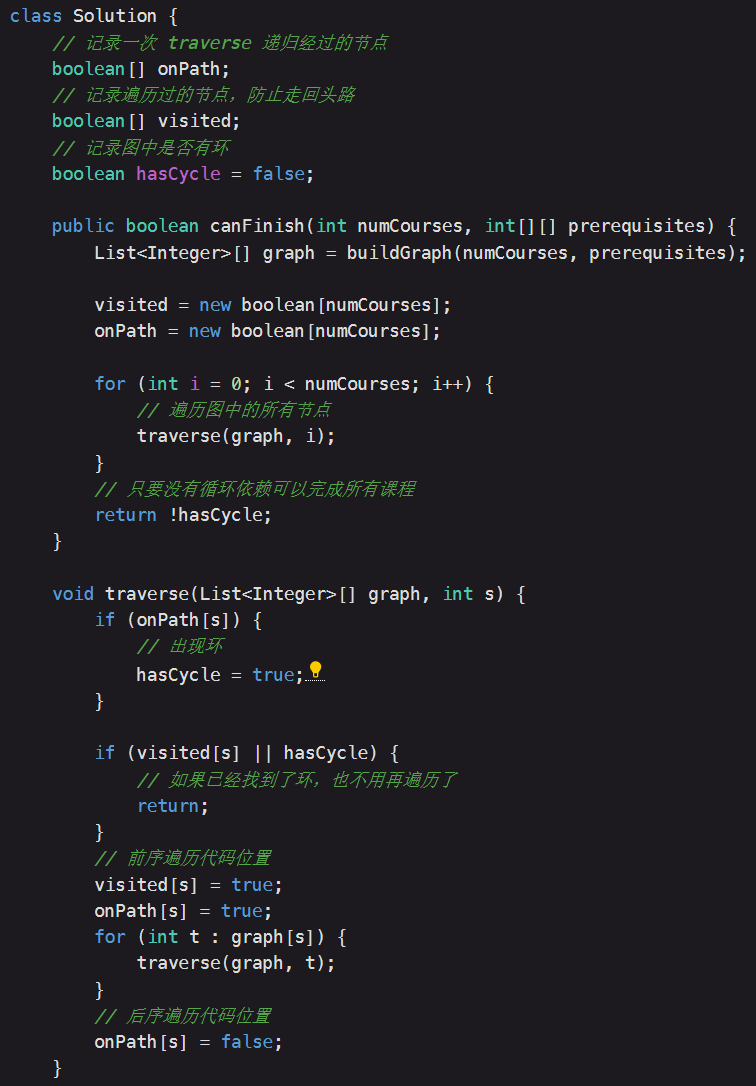 class Solution {
    // 记录一次 traverse 递归经过的节点
    boolean[] onPath;
    // 记录遍历过的节点，防止走回头路
    boolean[] visited;
    // 记录图中是否有环
    boolean hasCycle = false;

    public boolean canFinish(int numCourses, int[][] prerequisites) {
        List<Integer>[] graph = buildGraph(numCourses, prerequisites);

        visited = new boolean[numCourses];
        onPath = new boolean[numCourses];

        for (int i = 0; i < numCourses; i++) {
            // 遍历图中的所有节点
            traverse(graph, i);
        }
        // 只要没有循环依赖可以完成所有课程
        return !hasCycle;
    }

    void traverse(List<Integer>[] graph, int s) {
        if (onPath[s]) {
            // 出现环
            hasCycle = true;
        }

        if (visited[s] || hasCycle) {
            // 如果已经找到了环，也不用再遍历了
            return;
        }
        // 前序遍历代码位置
        visited[s] = true;
        onPath[s] = true;
        for (int t : graph[s]) {
            traverse(graph, t);
        }
        // 后序遍历代码位置
        onPath[s] = false;
    }